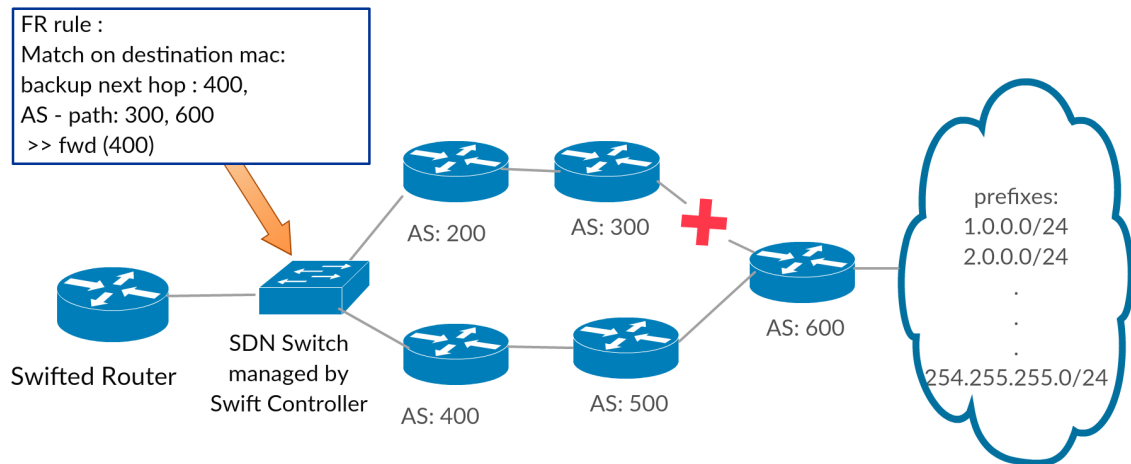 FR rule :
Match on destination mac:
backup next hop : 400,
AS - path: 300, 600
>> fwd (400)
AS: 200
AS: 300
prefixes:
1.0.0.0/24
2.0.0.0/24
.
.
.
254.255.255.0/24
AS: 600
Swifted Router
SDN Switch
managed by
Swift Controller
AS: 400
AS: 500